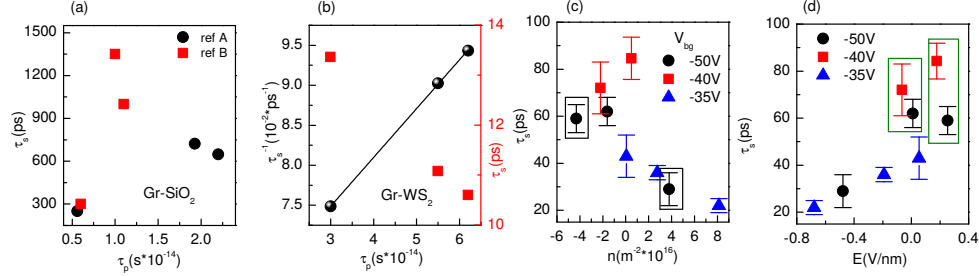 (a)
ref A
ref B
1500
1200
900
600
300
τs(ps)
Gr-SiO2
0.5 1.0 1.5 2.0
τp(s*10^-14)
(b)
9.5
9.0
8.5
8.0
7.5
τs^-1(10^-2*ps^-1)
14
13
11
10
τs(ps)
Gr-WS2
3 4 5 6
τp(s*10^-14)
(c)
Vbg
-50V
-40V
-35V
100
80
60
40
20
τs(ps)
-6 -4 -2 0 2 4 6 8
n(m^-2*10^16)
(d)
-50V
-40V
-35V
100
80
60
40
20
τs(ps)
-0.8 -0.4 0.0 0.4
E(V/nm)